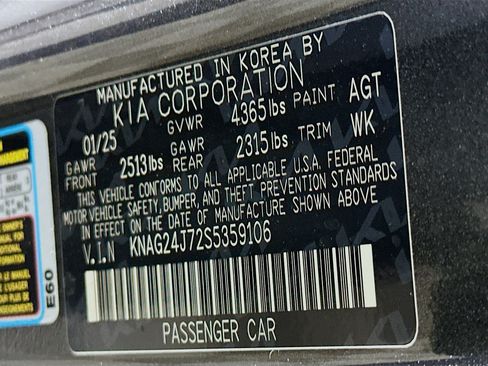 MANUFACTURED IN KOREA BY
KIA CORPORATION
01/25 GVWR 4365lbs PAINT AGT
GAWR FRONT 2513lbs GAWR REAR 2315lbs TRIM WK
THIS VEHICLE CONFORMS TO ALL APPLICABLE U.S.A. FEDERAL
MOTOR VEHICLE SAFETY, BUMPER, AND THEFT PREVENTION STANDARDS
IN EFFECT ON THE DATE OF MANUFACTURE SHOWN ABOVE
V.I.N KNAG24J72S5359106
PASSENGER CAR
E60